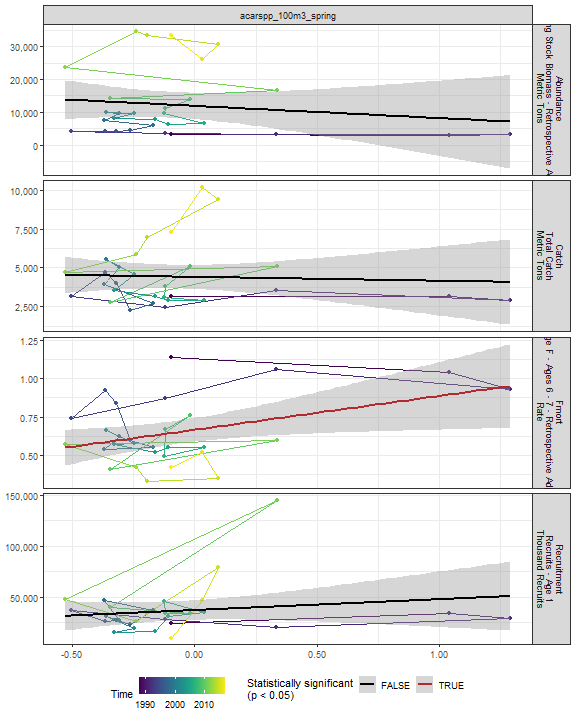 acarspp_100m3_spring
30,000
20,000
10,000
0
Abundance
Stock Biomass - Retrospective
Metric Tons
10,000
7,500
5,000
2,500
Catch
Total Catch
Metric Tons
1.25
1.00
0.75
0.50
F - Ages 6 - 7 - Retrospective
Fmort
Rate
150,000
100,000
50,000
Recruitment
Recruits - Age 1
Thousand Recruits
-0.50
0.00
0.50
1.00
Time
1990 2000 2010
Statistically significant
(p < 0.05)
FALSE
TRUE